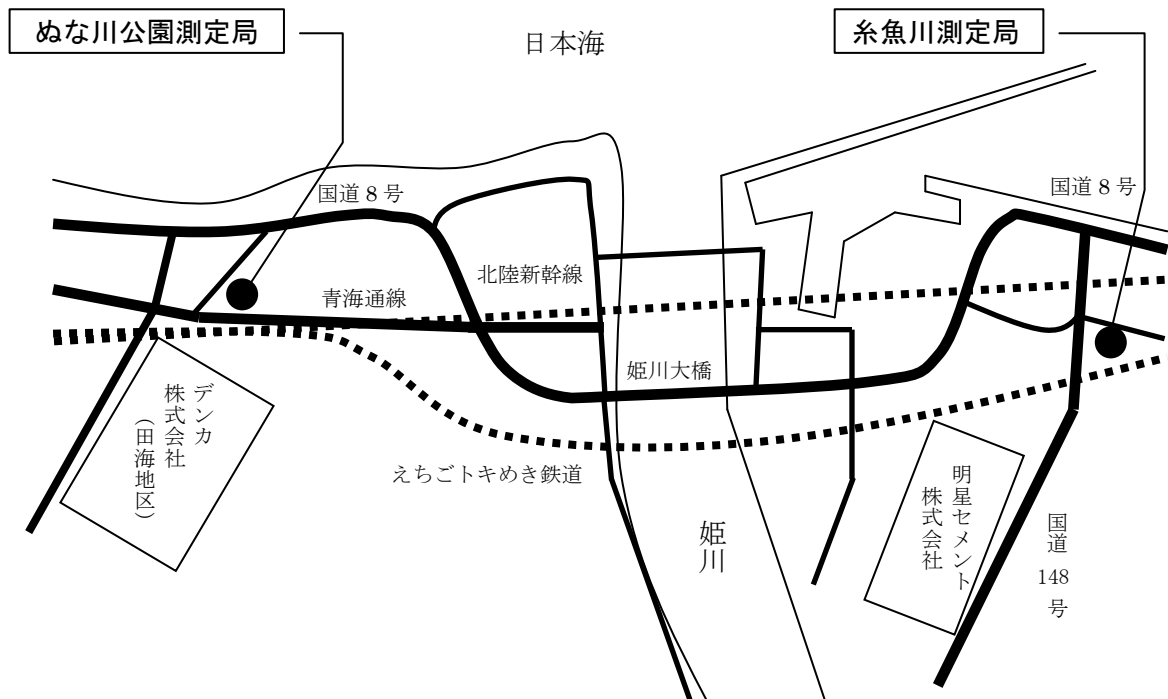 ぬな川公園測定局
日本海
糸魚川測定局
国道8号
国道8号
北陸新幹線
青海通線
姫川大橋
デンカ
株式会社
（田海地区）
えちごトキめき鉄道
姫川
明星セメント
株式会社
国道
148
号